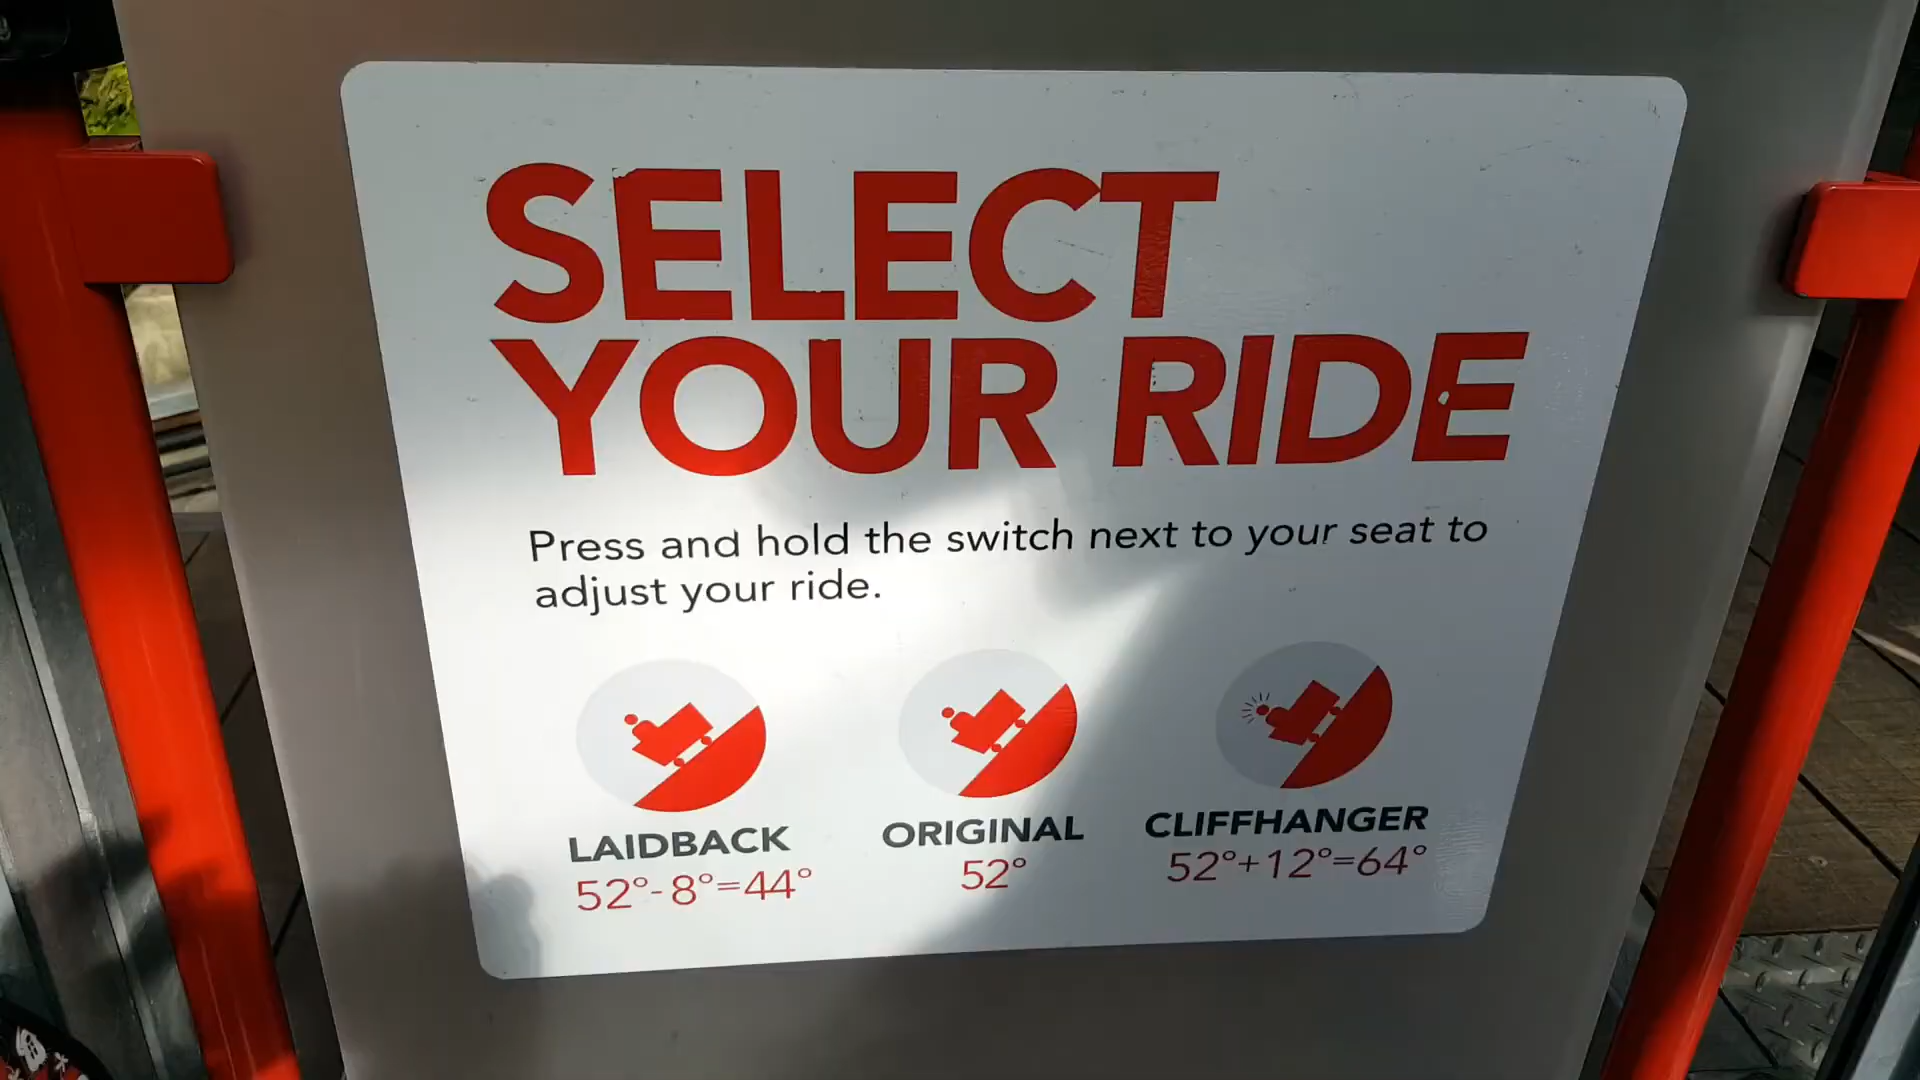 SELECT
YOUR RIDE
Press and hold the switch next to your seat to
adjust your ride.
LAIDBACK
52°-8°=44°
ORIGINAL
52°
CLIFFHANGER
52°+12°=64°